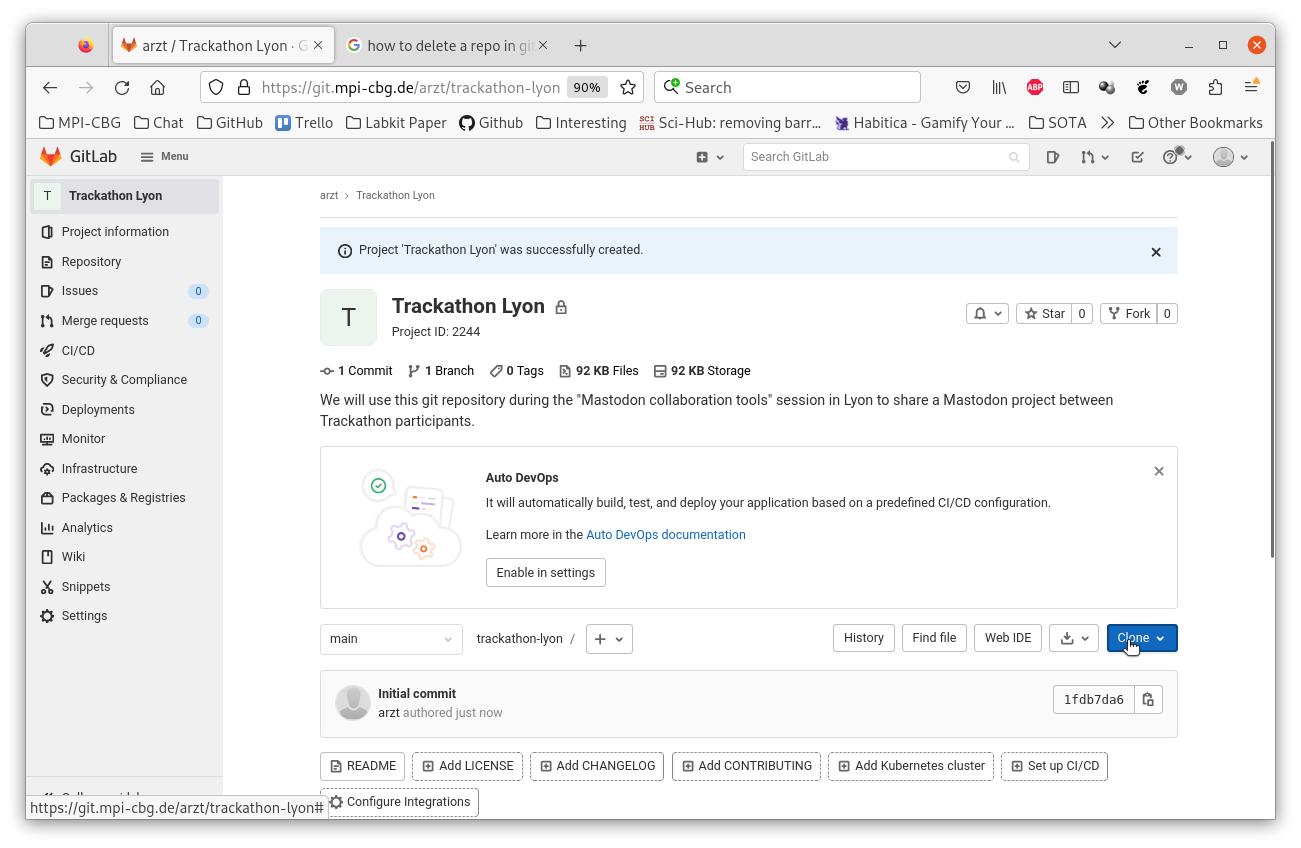 arzt / Trackathon Lyon · G
how to delete a repo in git
https://git.mpi-cbg.de/arzt/trackathon-lyon 90% Search
MPI-CBG Chat GitHub Trello Labkit Paper Github Interesting Sci-Hub: removing barr... Habitica - Gamify Your ... SOTA Other Bookmarks
GitLab Menu Search GitLab
T Trackathon Lyon
Project information
Repository
Issues 0
Merge requests 0
CI/CD
Security & Compliance
Deployments
Monitor
Infrastructure
Packages & Registries
Analytics
Wiki
Snippets
Settings
https://git.mpi-cbg.de/arzt/trackathon-lyon#
arzt › Trackathon Lyon
Project 'Trackathon Lyon' was successfully created.
T
Trackathon Lyon
Project ID: 2244
Star 0 Fork 0
1 Commit 1 Branch 0 Tags 92 KB Files 92 KB Storage
We will use this git repository during the "Mastodon collaboration tools" session in Lyon to share a Mastodon project between
Trackathon participants.
Auto DevOps
It will automatically build, test, and deploy your application based on a predefined CI/CD configuration.
Learn more in the Auto DevOps documentation
Enable in settings
main trackathon-lyon / + History Find file Web IDE Clone
Initial commit
arzt authored just now
1fdb7da6
README Add LICENSE Add CHANGELOG Add CONTRIBUTING Add Kubernetes cluster Set up CI/CD
Configure Integrations